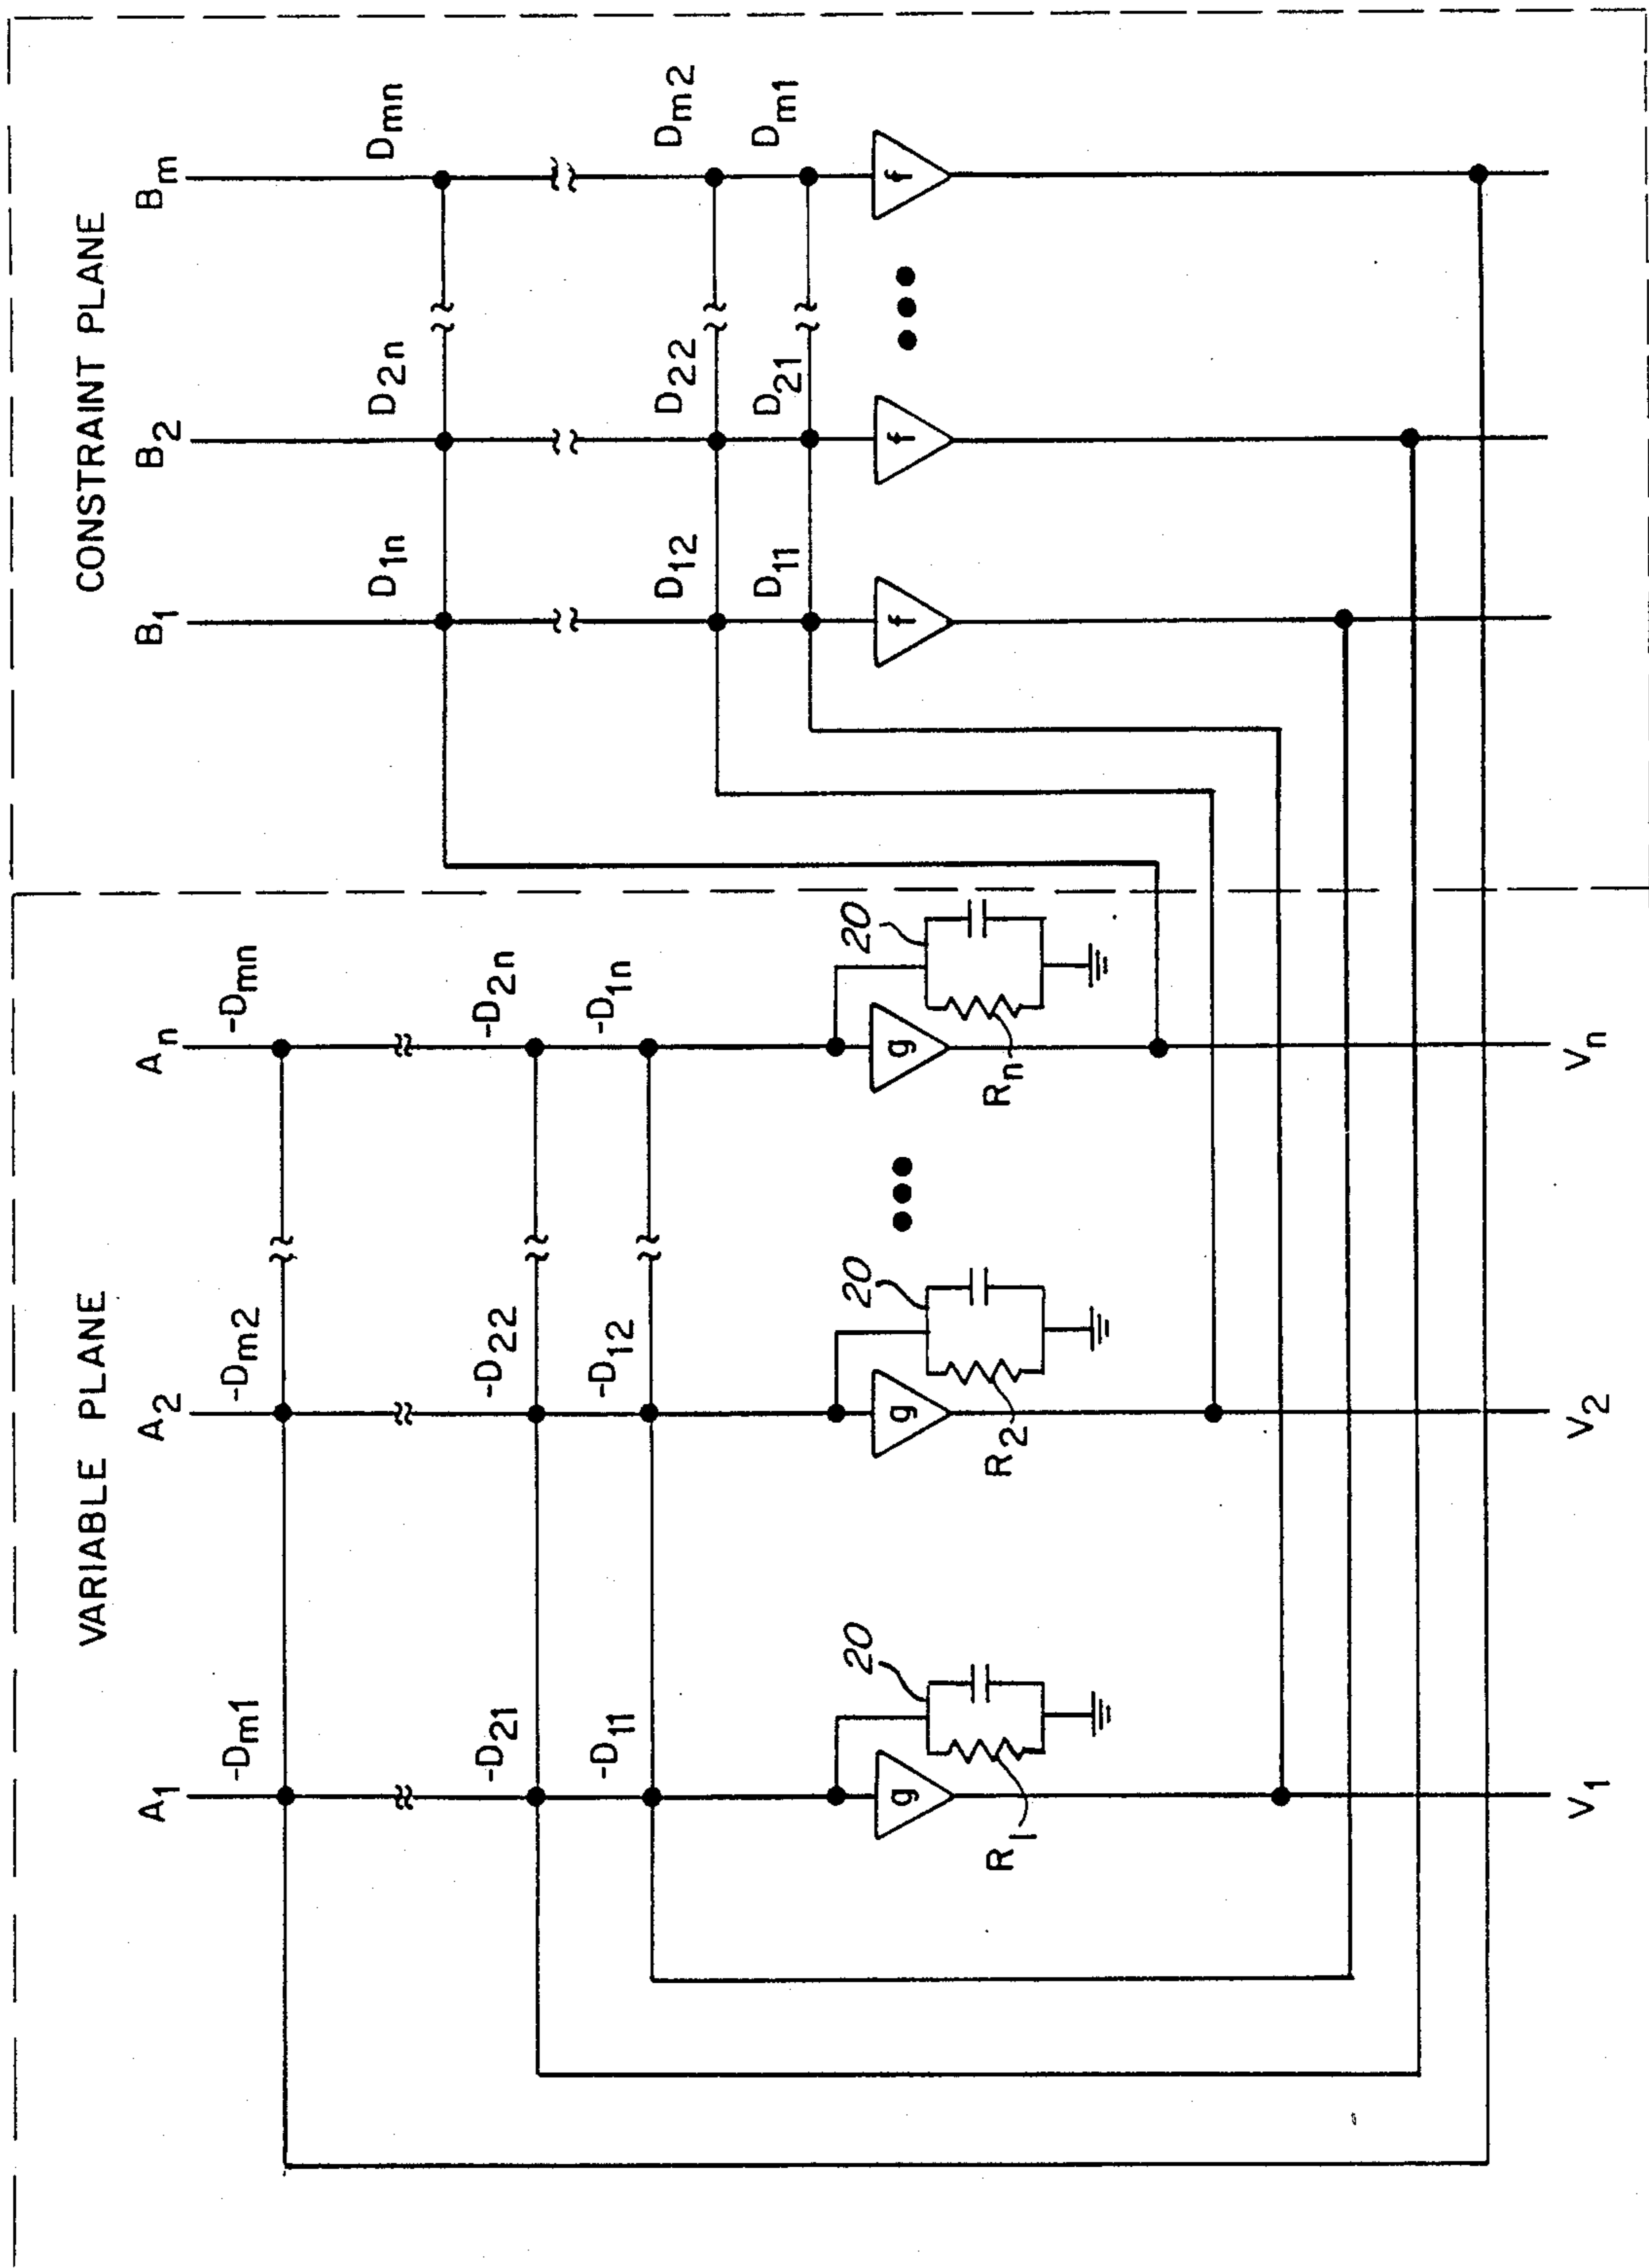 VARIABLE PLANE
CONSTRAINT PLANE
A1 A2 An B1 B2 Bm
-Dm1 -Dm2 -Dmn D1n D2n Dmn
-D21 -D22 -D2n D12 D22 Dm2
-D11 -D12 -D1n D11 D21 Dm1
20 20 20
g g g f f f
R1 R2 Rn
V1 V2 Vn